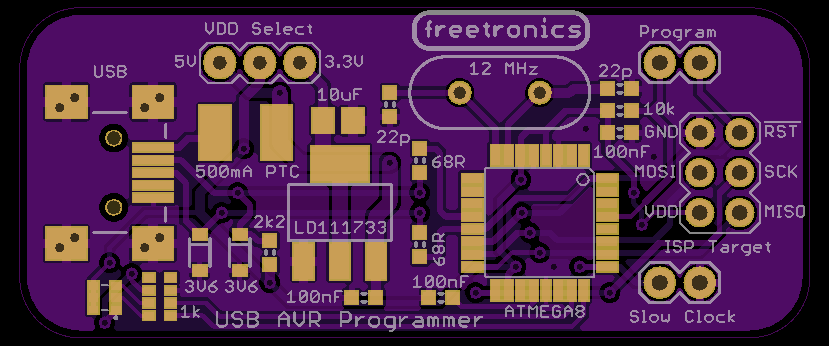 freetronics
VDD Select
Program
5V
3.3V
USB
12 MHz
22p
10uF
10k
22p
GND
RST
100nF
68R
500mA PTC
MOSI
SCK
VDD
MISO
2k2
LD111733
68R
ISP Target
3V6
3V6
100nF
100nF
1k
USB AVR Programmer
ATMEGA8
Slow Clock